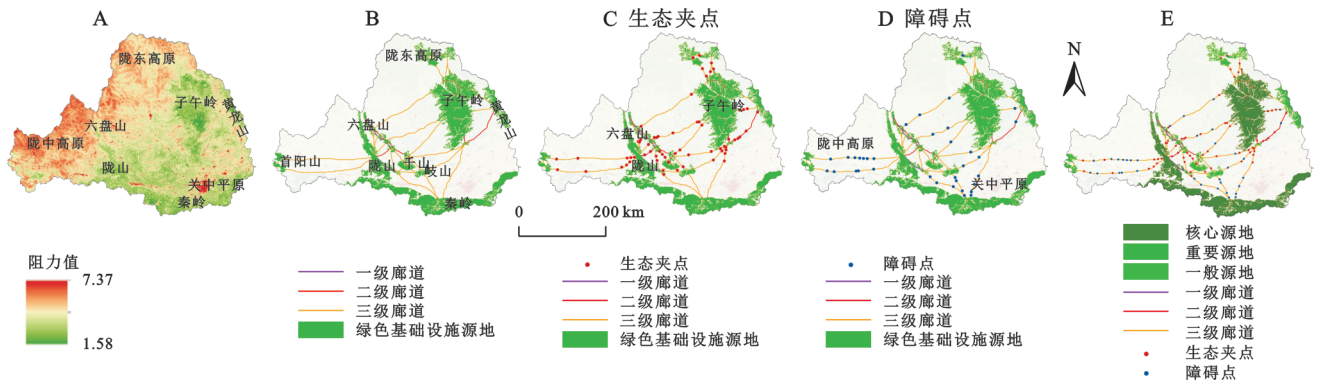 A
陇东高原
子午岭
黄龙山
六盘山
陇中高原
陇山
关中平原
秦岭
阻力值
7.37
1.58
B
陇东高原
子午岭
黄龙山
六盘山
首阳山
陇山
千山
岐山
秦岭
一级廊道
二级廊道
三级廊道
绿色基础设施源地
C 生态夹点
子午岭
六盘山
陇山
0 200 km
生态夹点
一级廊道
二级廊道
三级廊道
绿色基础设施源地
D 障碍点
陇中高原
关中平原
障碍点
一级廊道
二级廊道
三级廊道
绿色基础设施源地
N
E
核心源地
重要源地
一般源地
一级廊道
二级廊道
三级廊道
生态夹点
障碍点